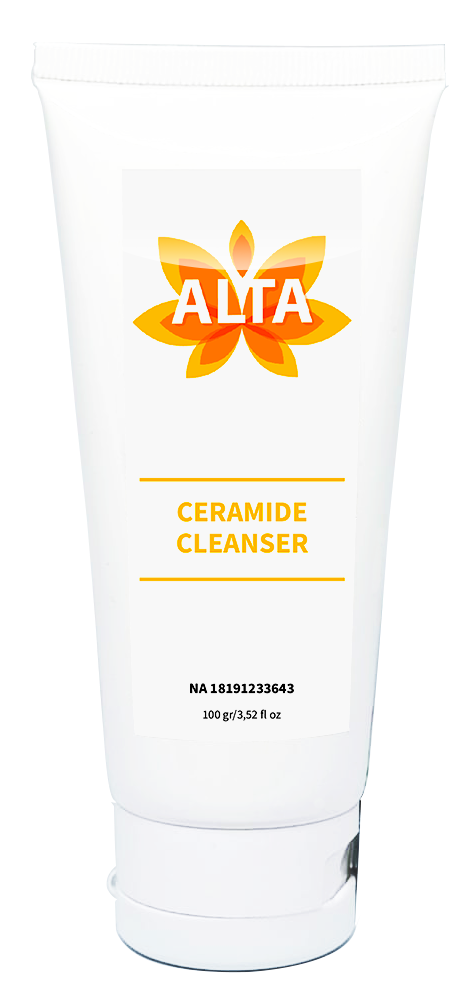 ALTA
CERAMIDE
CLEANSER
NA 18191233643
100 gr/3,52 fl oz